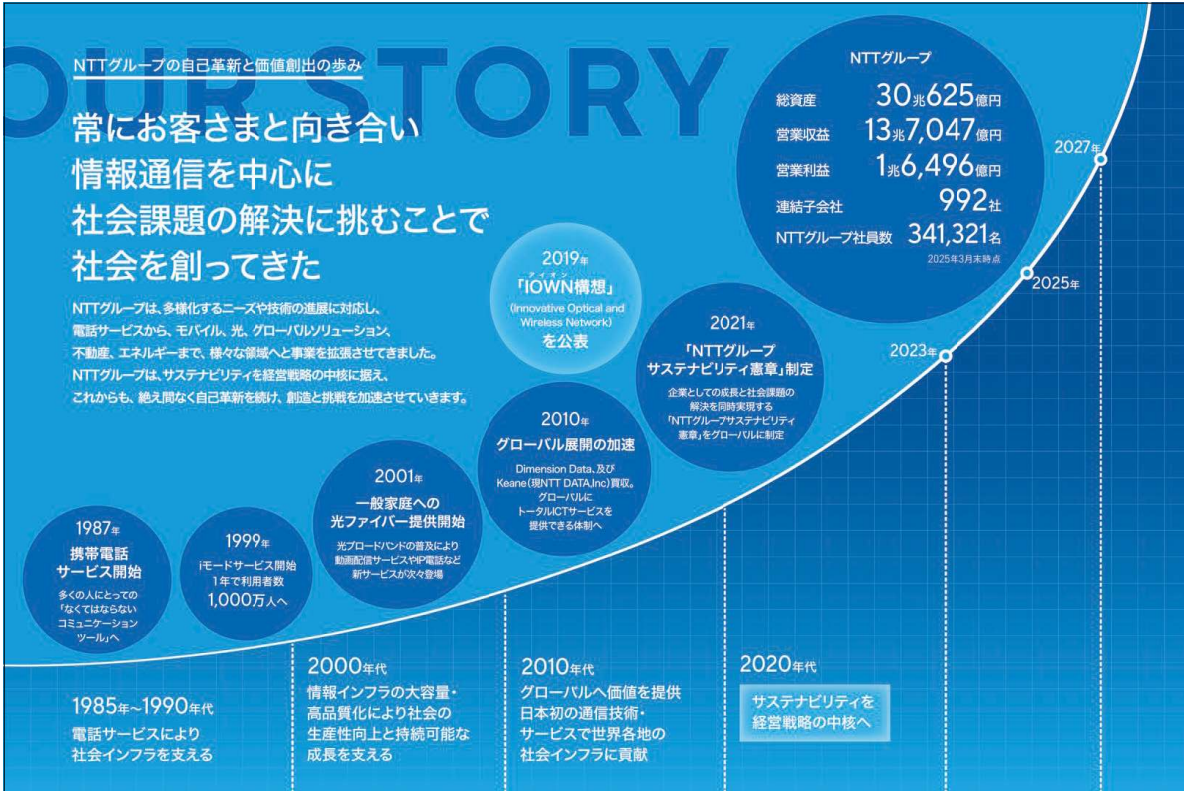 OUR STORY
NTTグループの自己革新と価値創出の歩み
常にお客さまと向き合い
情報通信を中心に
社会課題の解決に挑むことで
社会を創ってきた
NTTグループは、多様化するニーズや技術の進展に対応し、
電話サービスから、モバイル、光、グローバルソリューション、
不動産、エネルギーまで、様々な領域へと事業を拡張させてきました。
NTTグループは、サステナビリティを経営戦略の中核に据え、
これからも、絶え間なく自己革新を続け、創造と挑戦を加速させていきます。
NTTグループ
総資産 30兆625億円
営業収益 13兆7,047億円
営業利益 1兆6,496億円
連結子会社 992社
NTTグループ社員数 341,321名
2025年3月末時点
1987年
携帯電話
サービス開始
多くの人にとっての
「なくてはならない
コミュニケーション
ツール」へ
1999年
iモードサービス開始
1年で利用者数
1,000万人へ
2001年
一般家庭への
光ファイバー提供開始
光ブロードバンドの普及により
動画配信サービスやIP電話など
新サービスが次々登場
2010年
グローバル展開の加速
Dimension Data、及び
Keane(現NTT DATA,Inc)買収。
グローバルに
トータルICTサービスを
提供できる体制へ
2019年
アイオン
「IOWN構想」
(Innovative Optical and
Wireless Network)
を公表
2021年
「NTTグループ
サステナビリティ憲章」制定
企業としての成長と社会課題の
解決を同時実現する
「NTTグループサステナビリティ
憲章」をグローバルに制定
2023年
2025年
2027年
1985年～1990年代
電話サービスにより
社会インフラを支える
2000年代
情報インフラの大容量・
高品質化により社会の
生産性向上と持続可能な
成長を支える
2010年代
グローバルへ価値を提供
日本初の通信技術・
サービスで世界各地の
社会インフラに貢献
2020年代
サステナビリティを
経営戦略の中核へ